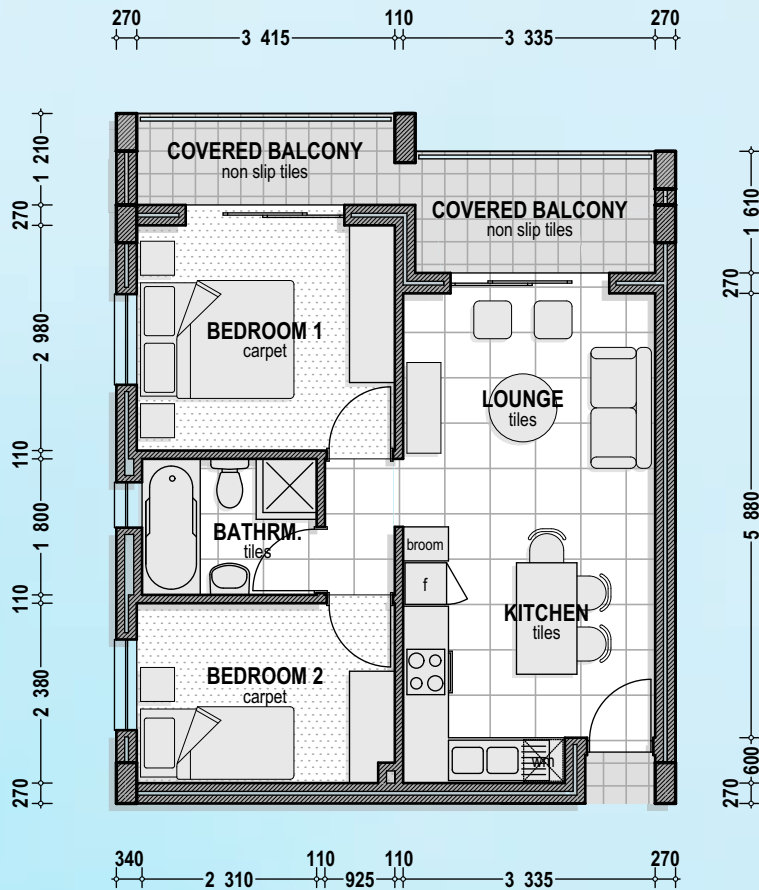 270
110
270
3 415
3 335
COVERED BALCONY
non slip tiles
COVERED BALCONY
non slip tiles
1 210
270
2 980
110
1 800
110
2 380
270
1 610
270
5 880
600
270
BEDROOM 1
carpet
LOUNGE
tiles
BATHRM.
tiles
broom
f
KITCHEN
tiles
BEDROOM 2
carpet
wm
340
110
110
270
2 310
925
3 335